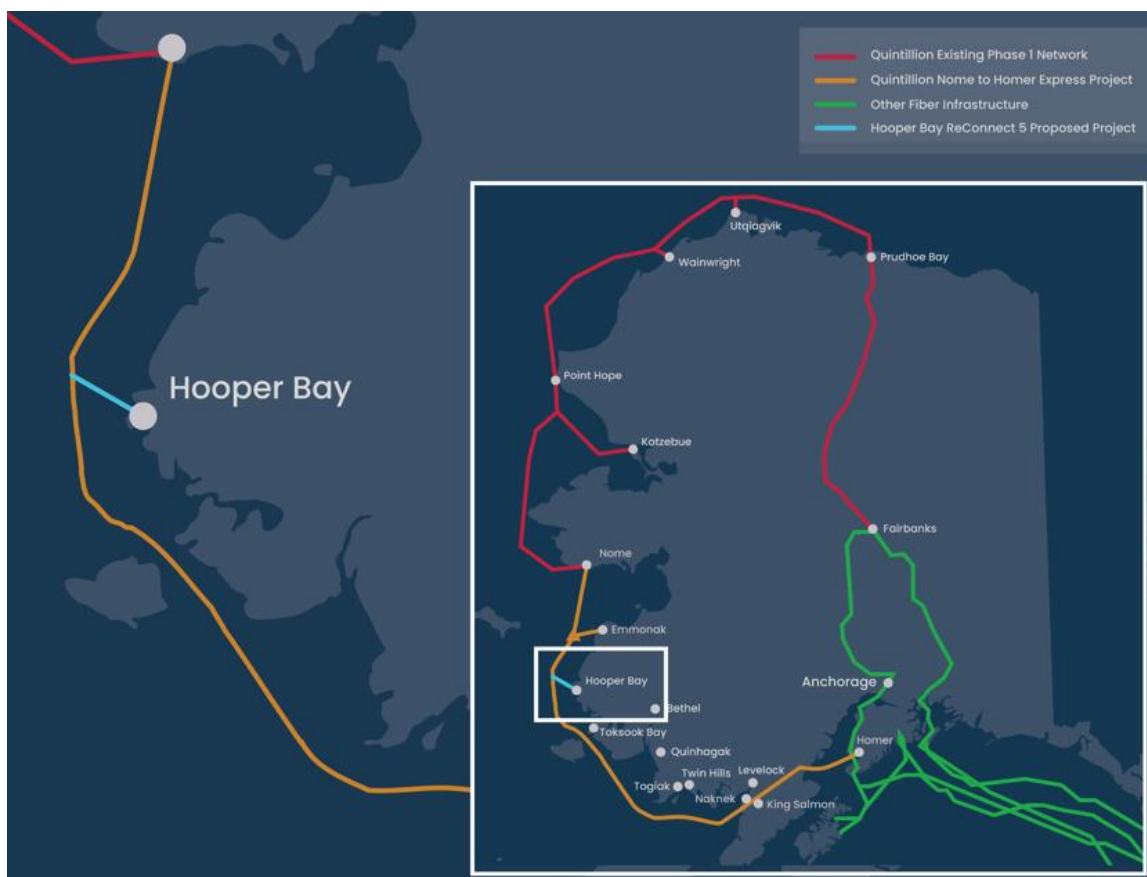 Quintillion Existing Phase 1 Network
Quintillion Nome to Homer Express Project
Other Fiber Infrastructure
Hooper Bay ReConnect 5 Proposed Project
Hooper Bay
Utqiagvik
Wainwright
Prudhoe Bay
Point Hope
Kotzebue
Fairbanks
Nome
Emmonak
Hooper Bay
Anchorage
Bethel
Toksook Bay
Quinhagak
Homer
Twin Hills
Levelock
Togiak
Naknek
King Salmon